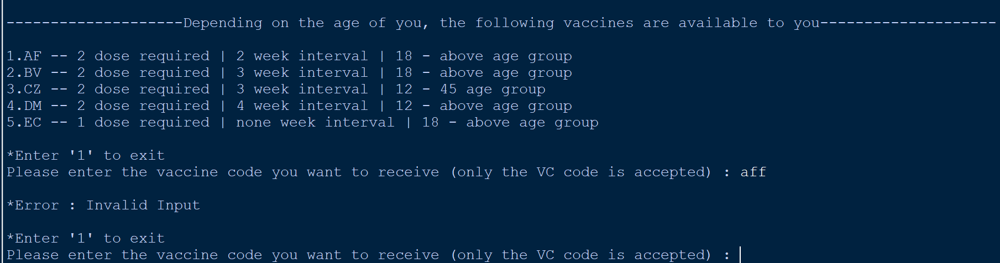 --------------------Depending on the age of you, the following vaccines are available to you--------------------
1.AF -- 2 dose required | 2 week interval | 18 - above age group
2.BV -- 2 dose required | 3 week interval | 18 - above age group
3.CZ -- 2 dose required | 3 week interval | 12 - 45 age group
4.DM -- 2 dose required | 4 week interval | 12 - above age group
5.EC -- 1 dose required | none week interval | 18 - above age group
*Enter '1' to exit
Please enter the vaccine code you want to receive (only the VC code is accepted) : aff
*Error : Invalid Input
*Enter '1' to exit
Please enter the vaccine code you want to receive (only the VC code is accepted) :